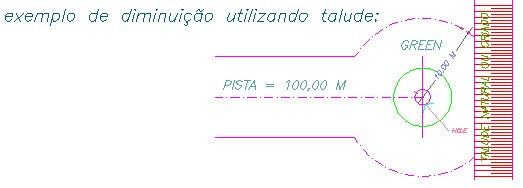 exemplo de diminuição utilizando talude:
GREEN
10,00 M
PISTA = 100,00 M
HOLE
TALUDE NATURAL OU CRIADO